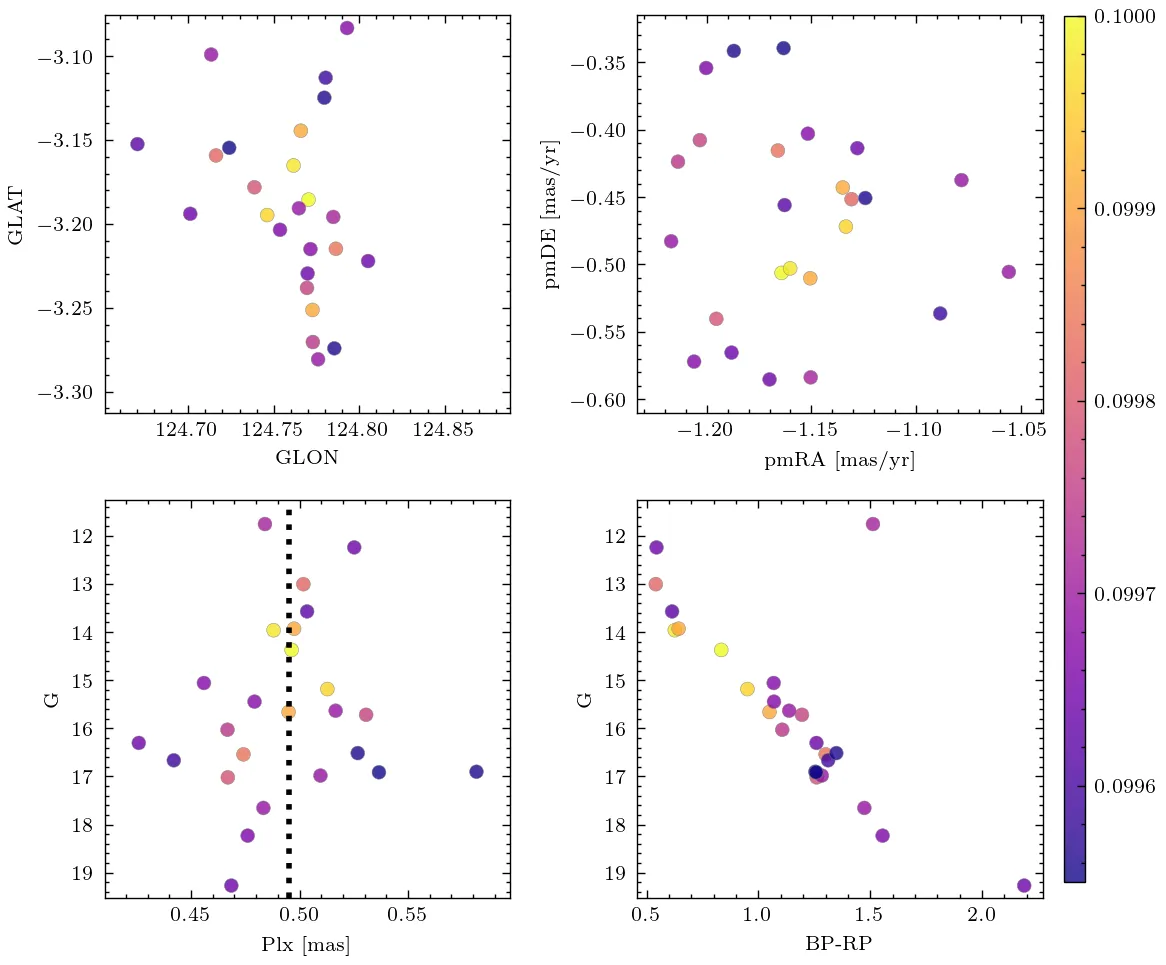 −3.10
−3.15
−3.20
−3.25
−3.30
GLAT
124.70 124.75 124.80 124.85
GLON
−0.35
−0.40
−0.45
−0.50
−0.55
−0.60
pmDE [mas/yr]
−1.20 −1.15 −1.10 −1.05
pmRA [mas/yr]
12
13
14
15
16
17
18
19
G
0.45 0.50 0.55
Plx [mas]
12
13
14
15
16
17
18
19
G
0.5 1.0 1.5 2.0
BP-RP
0.1000
0.0999
0.0998
0.0997
0.0996